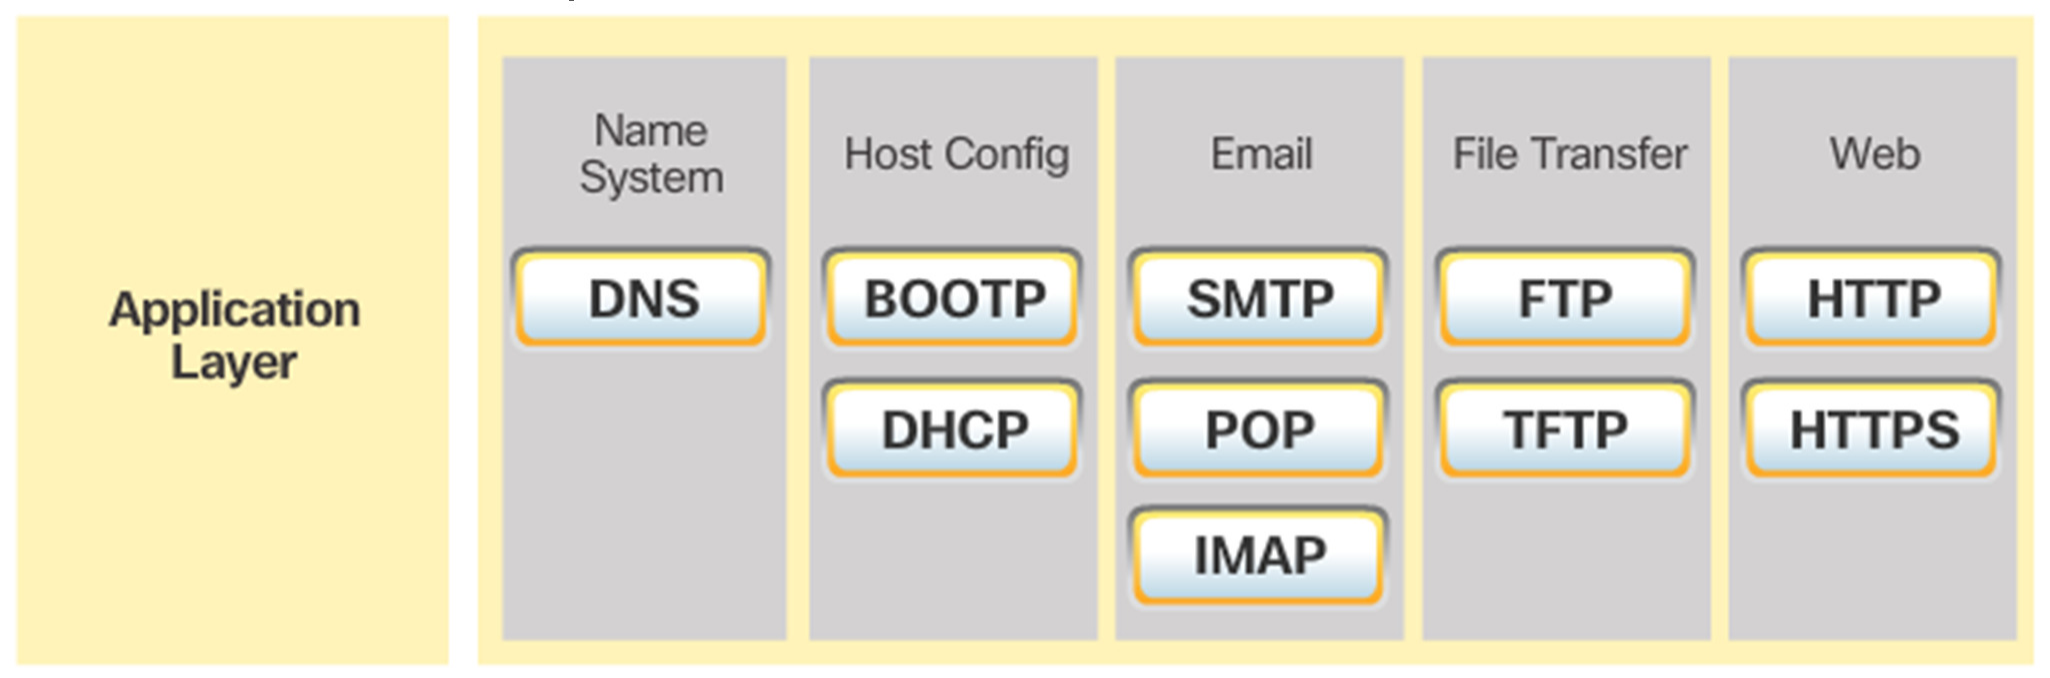 Application
Layer
Name
System
DNS
Host Config
BOOTP
DHCP
Email
SMTP
POP
IMAP
File Transfer
FTP
TFTP
Web
HTTP
HTTPS